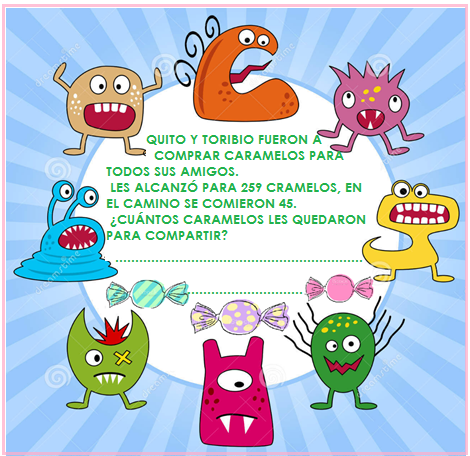 QUITO Y TORIBIO FUERON A
COMPRAR CARAMELOS PARA
TODOS SUS AMIGOS.
LES ALCANZÓ PARA 259 CRAMELOS, EN
EL CAMINO SE COMIERON 45.
¿CUÁNTOS CARAMELOS LES QUEDARON
PARA COMPARTIR?